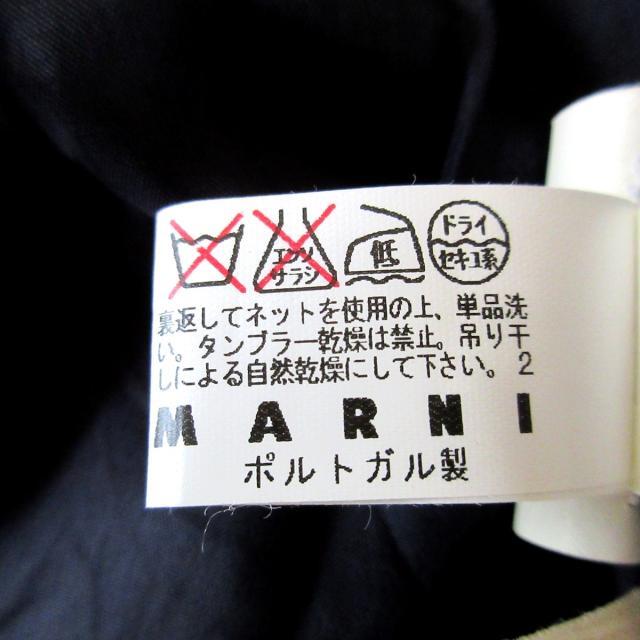 エンソ
サラシ
低
ドライ
セキユ系
裏返してネットを使用の上、単品洗
い。タンブラー乾燥は禁止。吊り干
しによる自然乾燥にして下さい。 2
MARNI
ポルトガル製